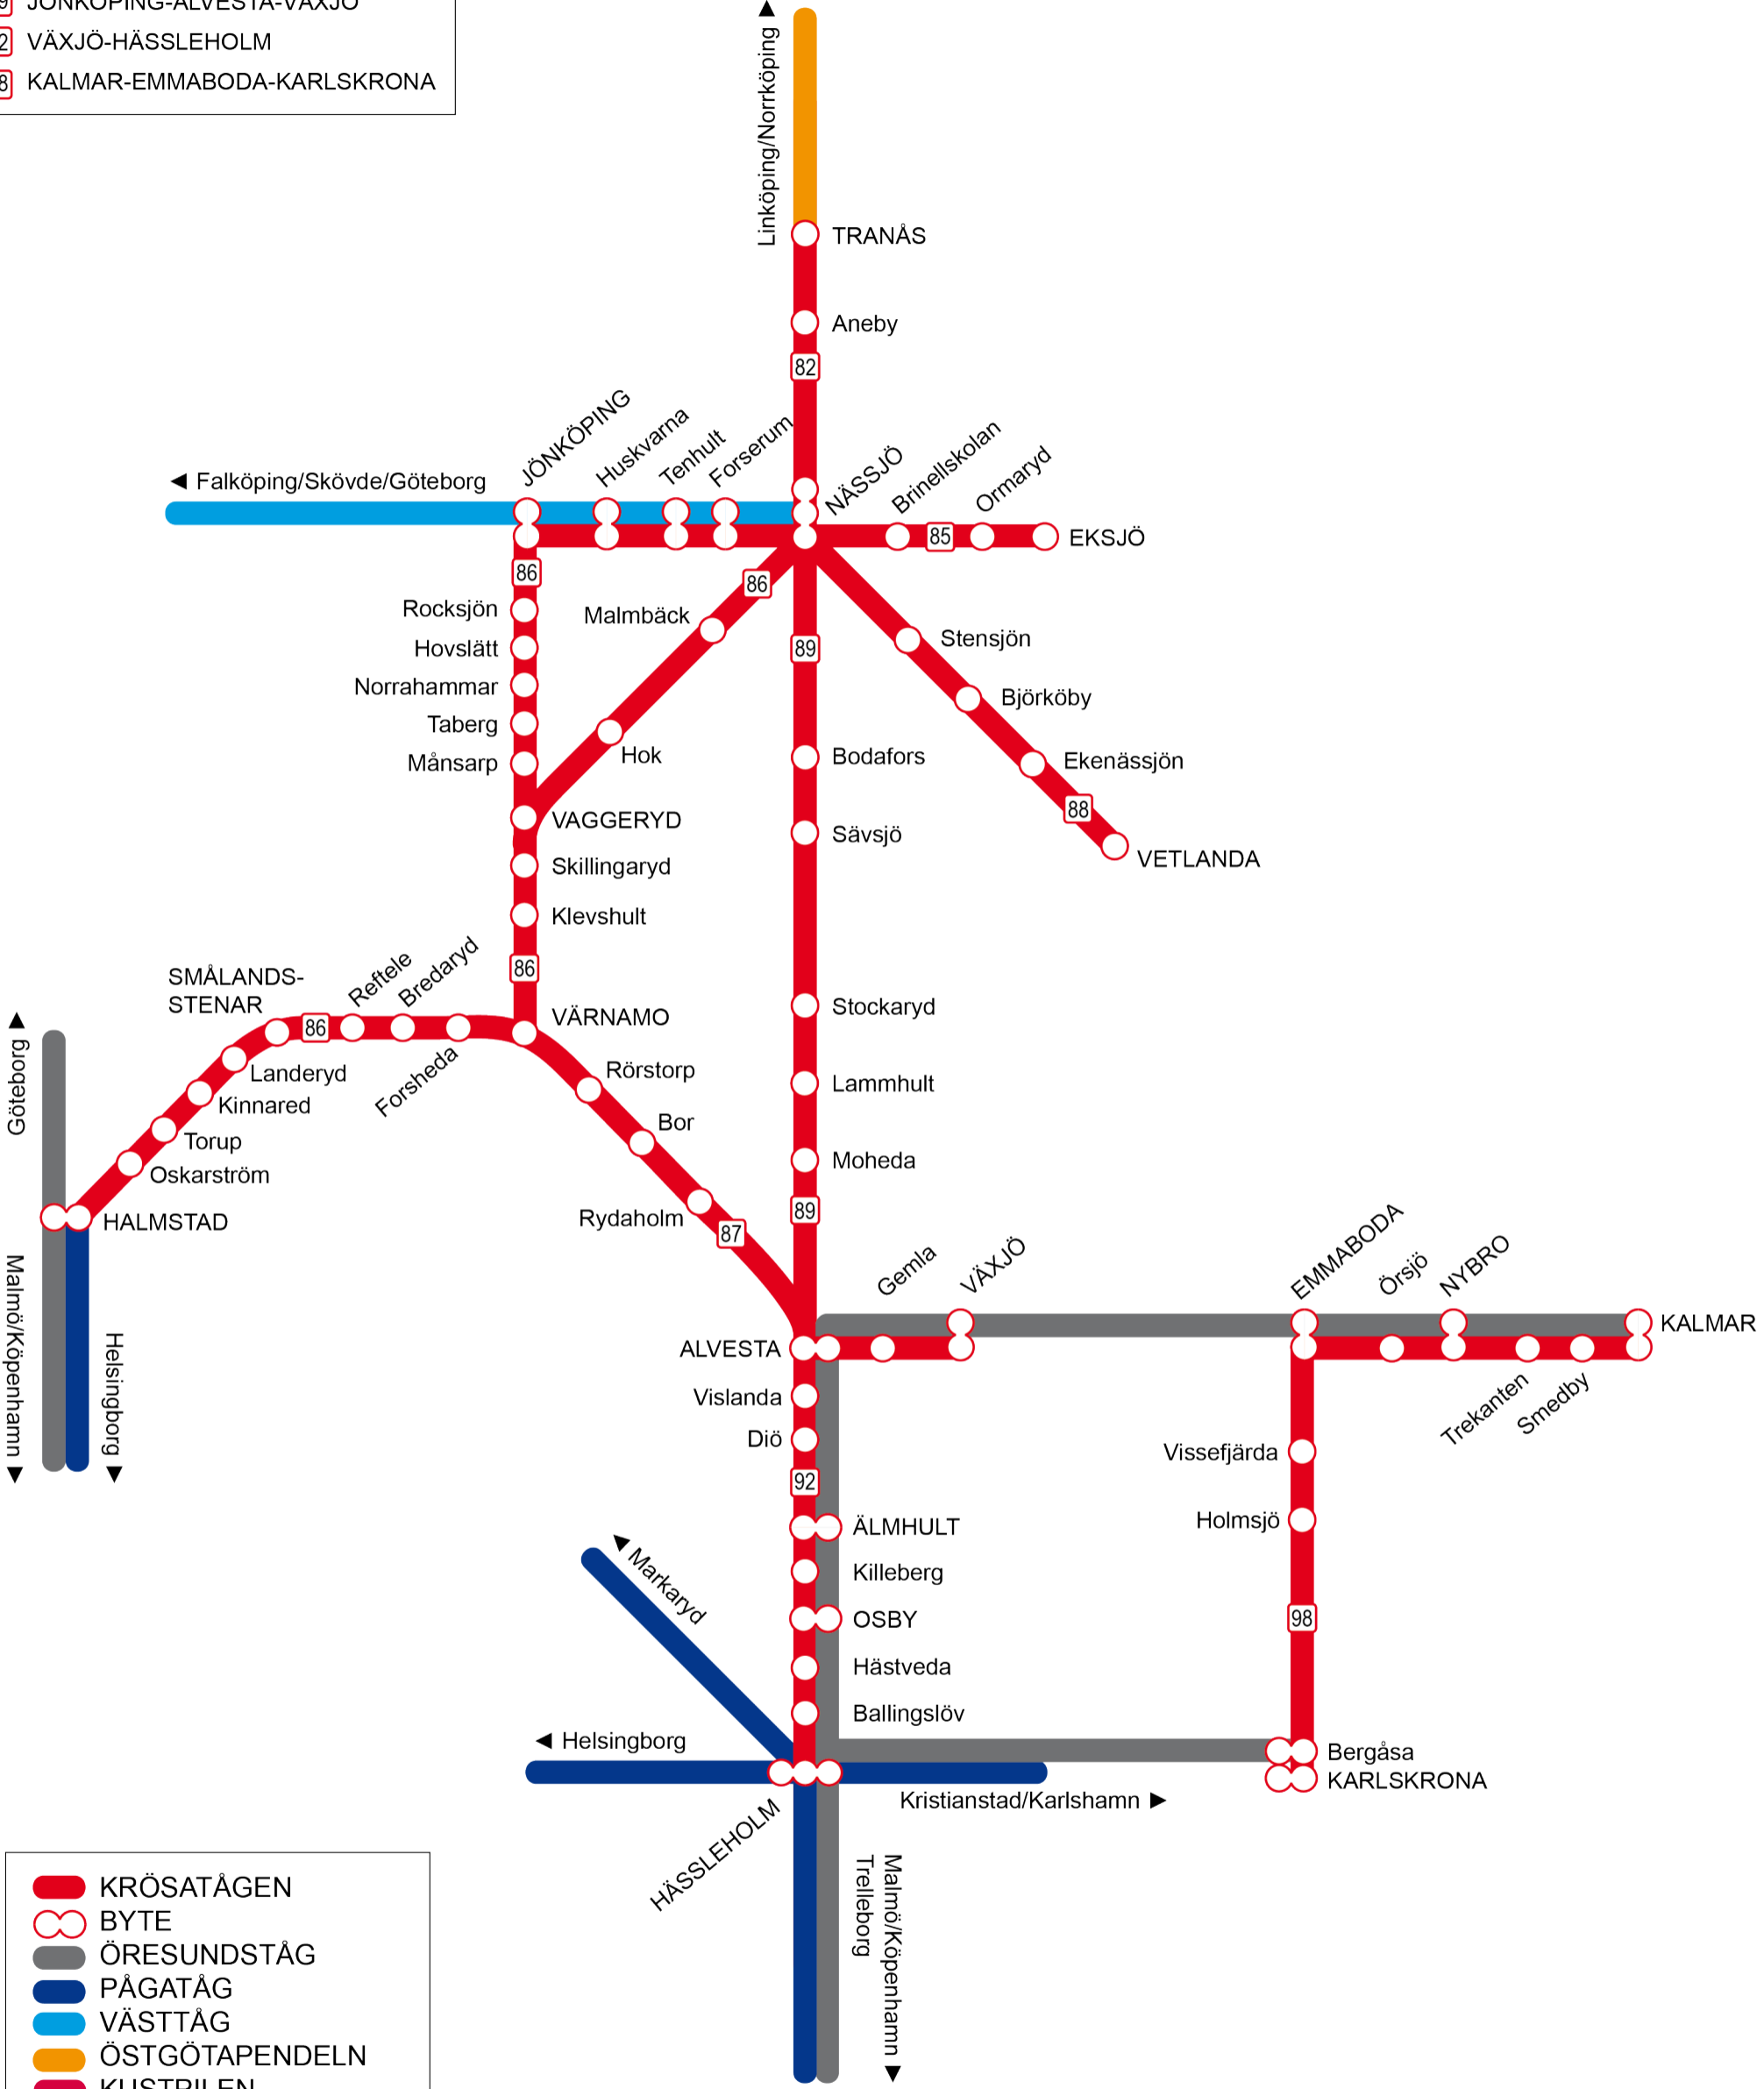 JÖNKÖPING-ALVESTA-VÄXJÖ
VÄXJÖ-HÄSSLEHOLM
KALMAR-EMMABODA-KARLSKRONA
Linköping/Norrköping
TRANÅS
Aneby
82
JÖNKÖPING
Huskvarna
Tenhult
Forserum
NÄSSJÖ
Brinellskolan
Ormaryd
Falköping/Skövde/Göteborg
85
EKSJÖ
86
86
Rocksjön
Malmbäck
Stensjön
Hovslätt
89
Norrahammar
Björköby
Taberg
Hok
Bodafors
Ekenässjön
Månsarp
88
VAGGERYD
Sävsjö
VETLANDA
Skillingaryd
Klevshult
86
SMÅLANDS-
STENAR
Reftele
Bredaryd
86
VÄRNAMO
Stockaryd
Göteborg
Landeryd
Forsheda
Rörstorp
Lammhult
Kinnared
Torup
Bor
Oskarström
Moheda
HALMSTAD
Rydaholm
87
89
Malmö/Köpenhamn
Helsingborg
Gemla
VÄXJÖ
EMMABODA
Örsjö
NYBRO
KALMAR
ALVESTA
Trekanten
Smedby
Vislanda
Diö
Vissefjärda
92
ÄLMHULT
Holmsjö
Markaryd
Killeberg
OSBY
98
Hästveda
Ballingslöv
Helsingborg
Bergåsa
KARLSKRONA
Kristianstad/Karlshamn
HÄSSLEHOLM
Malmö/Köpenhamn
Trelleborg
KRÖSATÅGEN
BYTE
ÖRESUNDSTÅG
PÅGATÅG
VÄSTTÅG
ÖSTGÖTAPENDELN